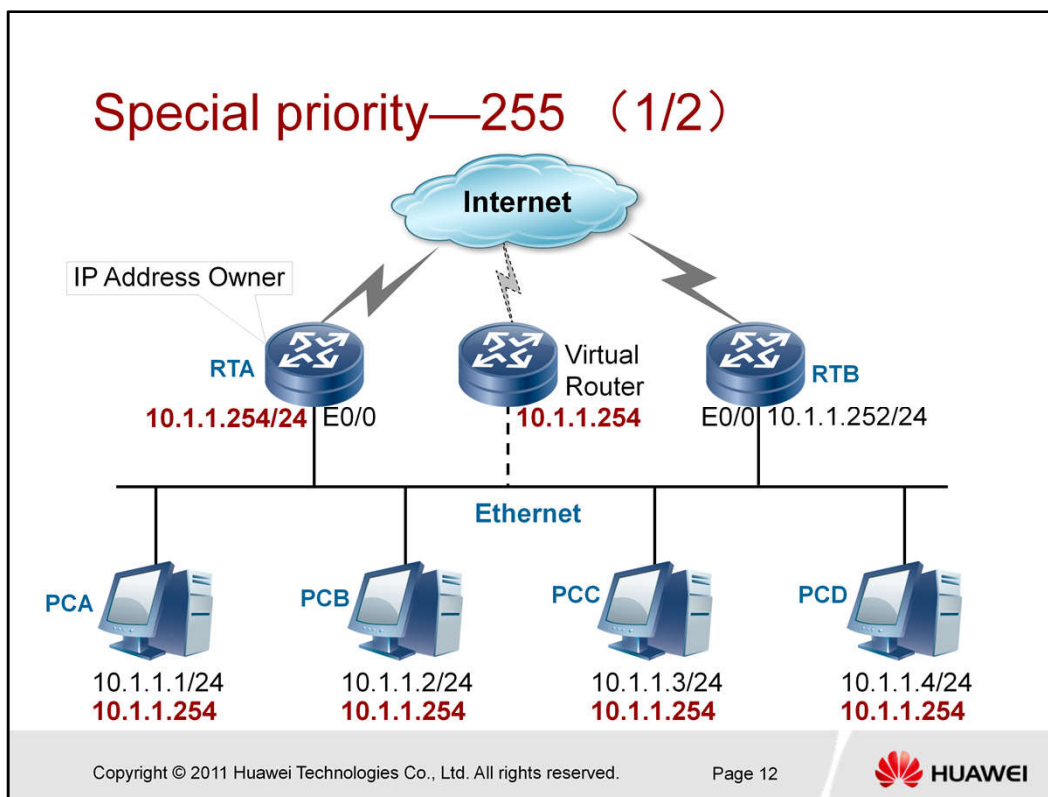 Special priority—255 （1/2）
Internet
IP Address Owner
RTA
Virtual
Router
RTB
10.1.1.254/24 E0/0
10.1.1.254
E0/0 10.1.1.252/24
Ethernet
PCA
PCB
PCC
PCD
10.1.1.1/24
10.1.1.254
10.1.1.2/24
10.1.1.254
10.1.1.3/24
10.1.1.254
10.1.1.4/24
10.1.1.254
Copyright © 2011 Huawei Technologies Co., Ltd. All rights reserved.
Page 12
HUAWEI